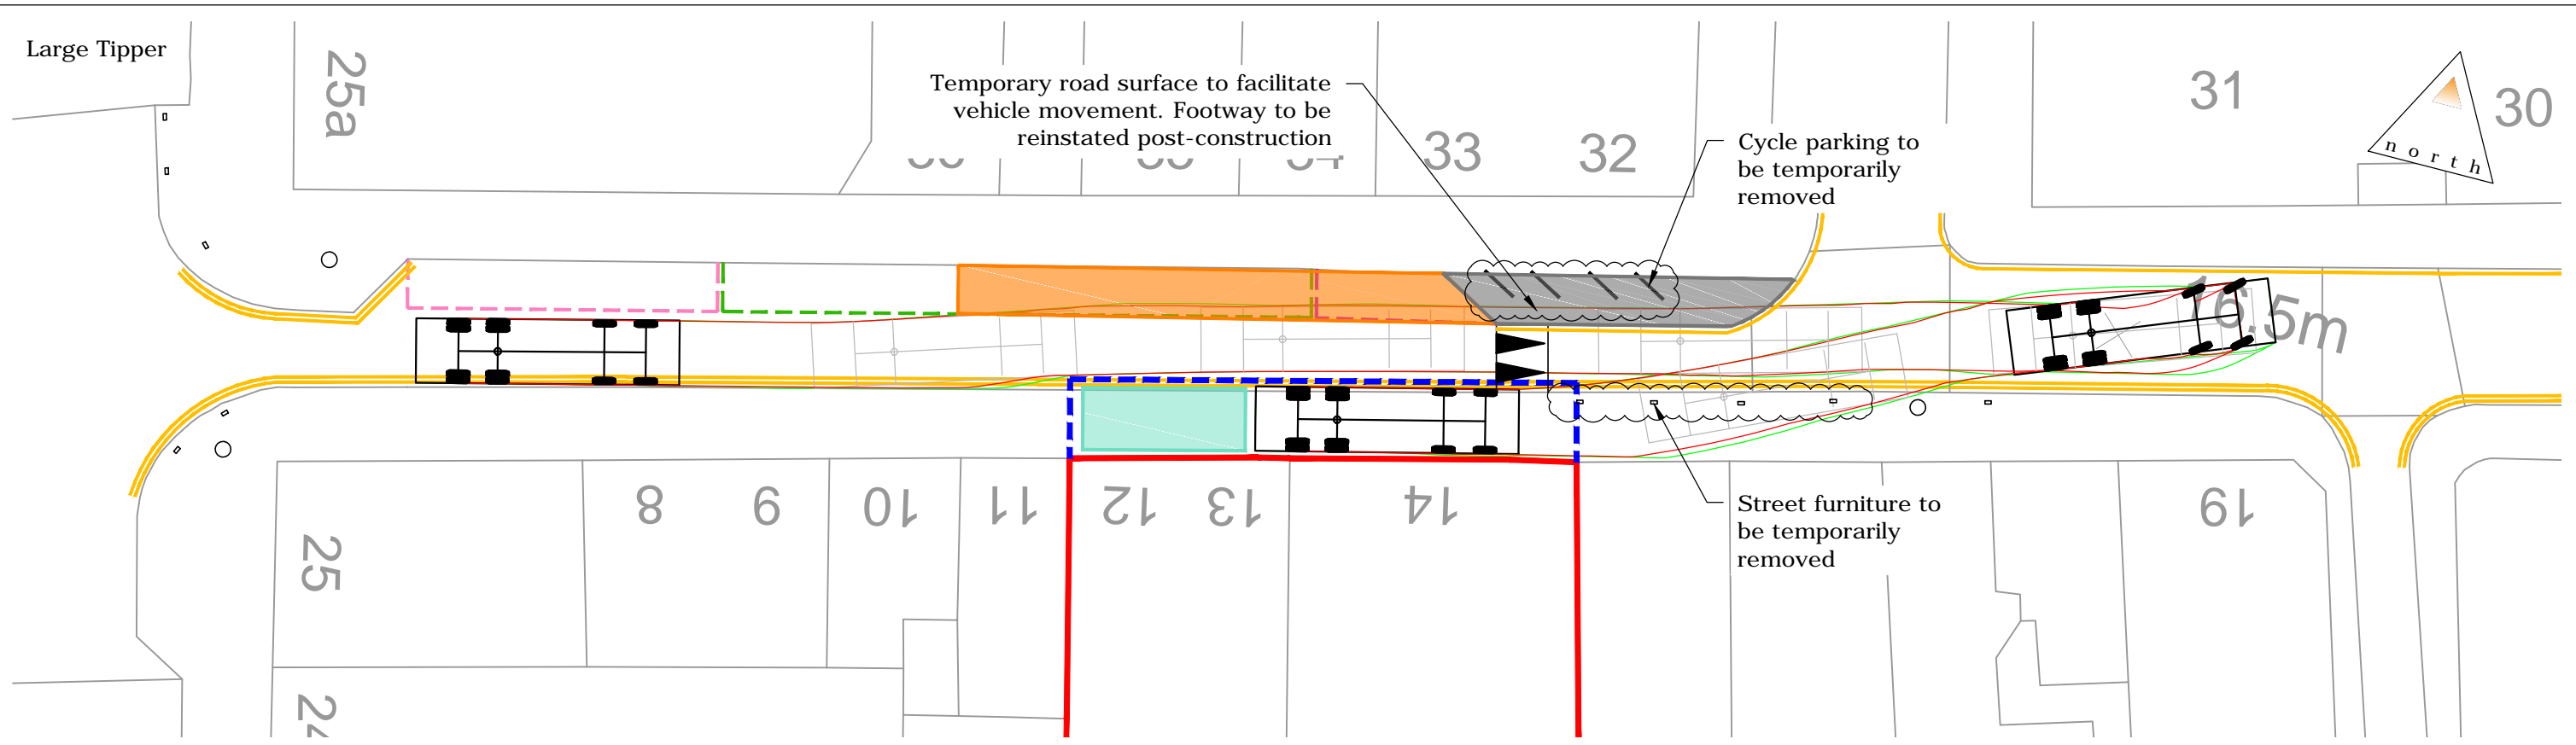 Large Tipper
25a
Temporary road surface to facilitate
vehicle movement. Footway to be
reinstated post-construction
33
32
Cycle parking to
be temporarily
removed
31
30
north
16.5m
8
9
10
11
12
13
14
19
25
Street furniture to
be temporarily
removed